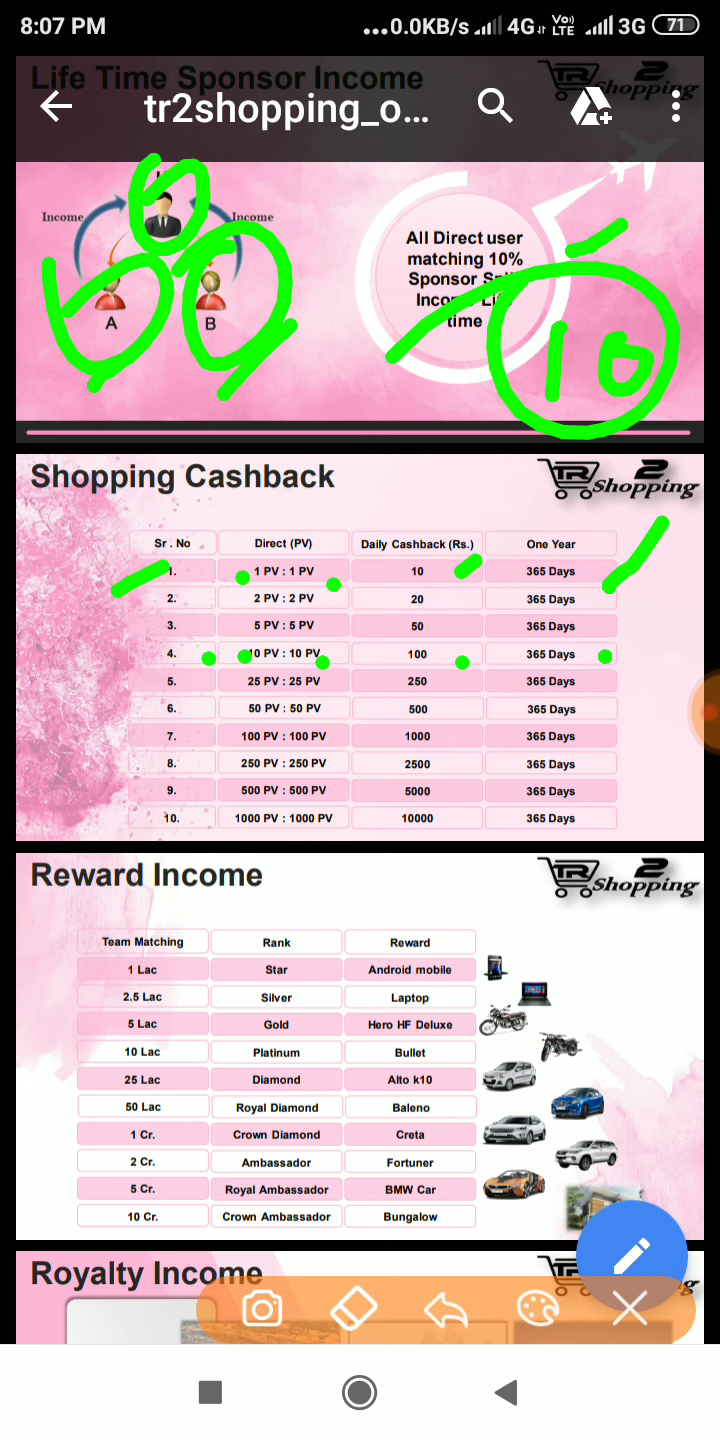 8:07 PM ...0.0KB/s 4G Vo) LTE 3G 71
Life Time Sponsor Income
TR 2 Shopping
tr2shopping_o...
Income Income
A B
All Direct user
matching 10%
Sponsor
time
10
Shopping Cashback
TR 2 Shopping
Sr . No Direct (PV) Daily Cashback (Rs.) One Year
1. 1 PV : 1 PV 10 365 Days
2. 2 PV : 2 PV 20 365 Days
3. 5 PV : 5 PV 50 365 Days
4. 10 PV : 10 PV 100 365 Days
5. 25 PV : 25 PV 250 365 Days
6. 50 PV : 50 PV 500 365 Days
7. 100 PV : 100 PV 1000 365 Days
8. 250 PV : 250 PV 2500 365 Days
9. 500 PV : 500 PV 5000 365 Days
10. 1000 PV : 1000 PV 10000 365 Days
Reward Income
TR 2 Shopping
Team Matching Rank Reward
1 Lac Star Android mobile
2.5 Lac Silver Laptop
5 Lac Gold Hero HF Deluxe
10 Lac Platinum Bullet
25 Lac Diamond Alto k10
50 Lac Royal Diamond Baleno
1 Cr. Crown Diamond Creta
2 Cr. Ambassador Fortuner
5 Cr. Royal Ambassador BMW Car
10 Cr. Crown Ambassador Bungalow
Royalty Income